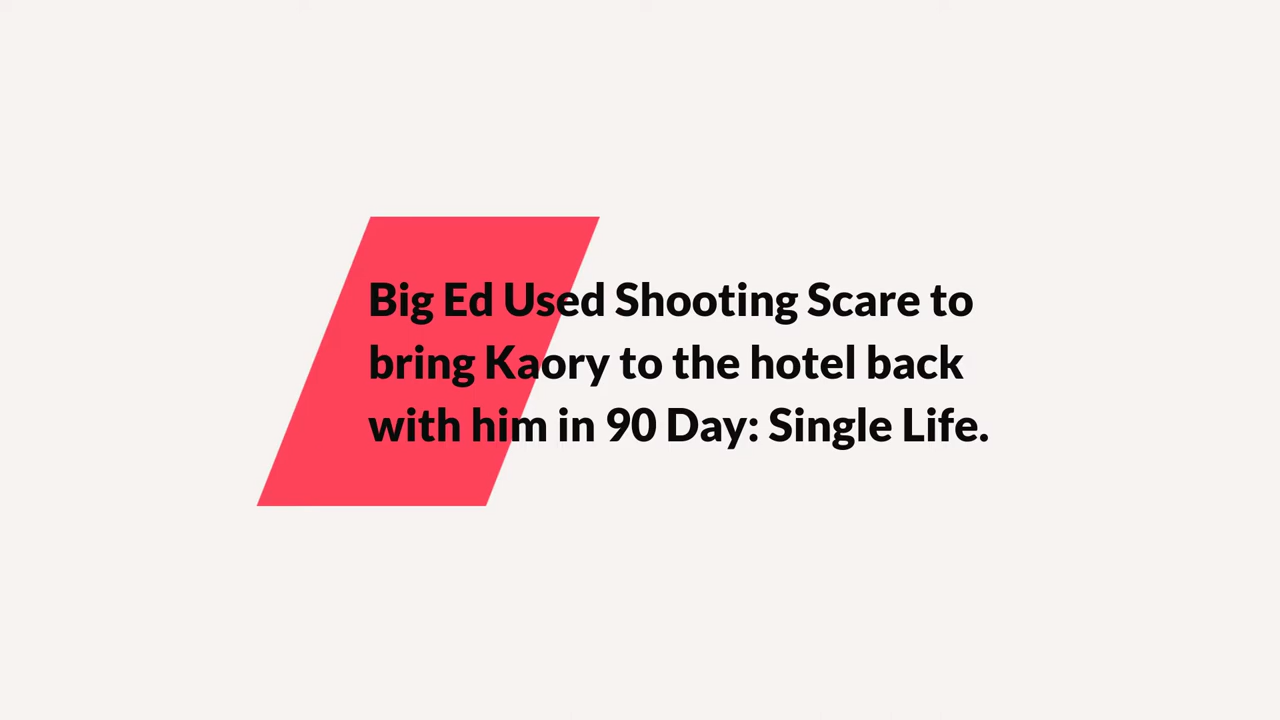 Big Ed Used Shooting Scare to
bring Kaory to the hotel back
with him in 90 Day: Single Life.